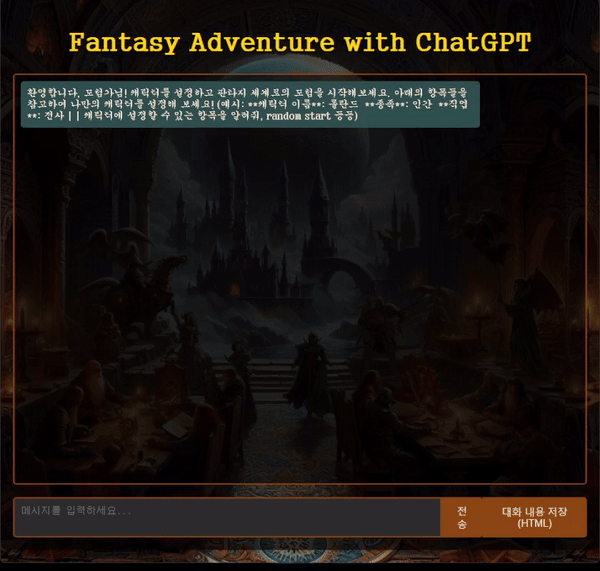 Fantasy Adventure with ChatGPT
환영합니다, 모험가님! 캐릭터를 설정하고 판타지 세계로의 모험을 시작해보세요. 아래의 항목들을
참고하여 나만의 캐릭터를 설정해 보세요! (예시: **캐릭터 이름**: 롤란드 **종족**: 인간 **직업
**: 전사 | | 캐릭터에 설정할 수 있는 항목을 알려줘, random start 등등)
메시지를 입력하세요...
전
송
대화 내용 저장
(HTML)